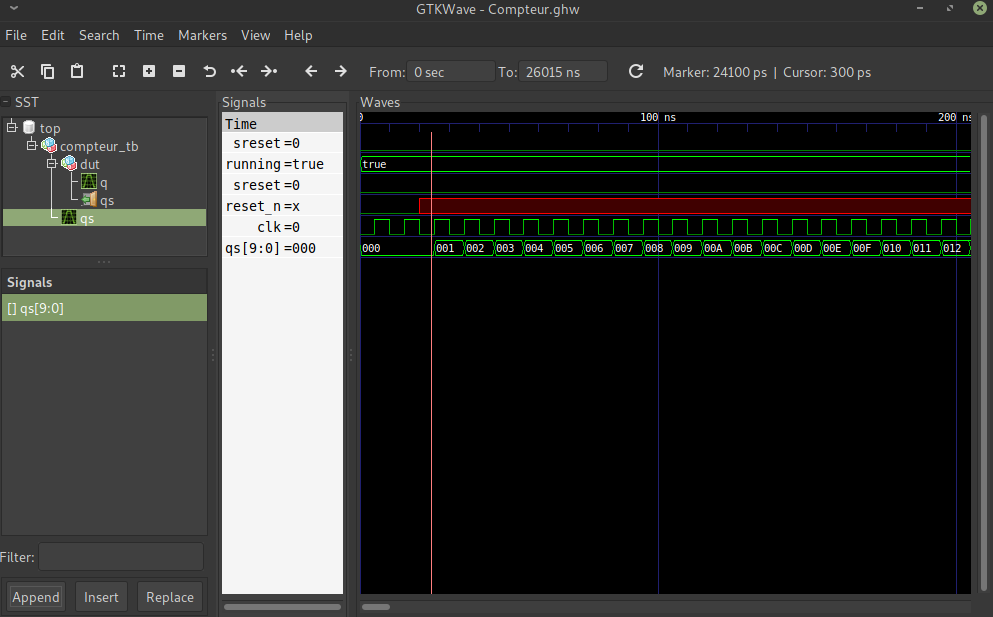 GTKWave - Compteur.ghw
File Edit Search Time Markers View Help
From: 0 sec To: 26015 ns Marker: 24100 ps | Cursor: 300 ps
SST
top
compteur_tb
dut
q
qs
qs
Signals
[] qs[9:0]
Filter:
Append Insert Replace
Signals
Time
sreset=0
running=true
sreset=0
reset_n=x
clk=0
qs[9:0]=000
Waves
0 100 ns 200 ns
true
000 001 002 003 004 005 006 007 008 009 00A 00B 00C 00D 00E 00F 010 011 012